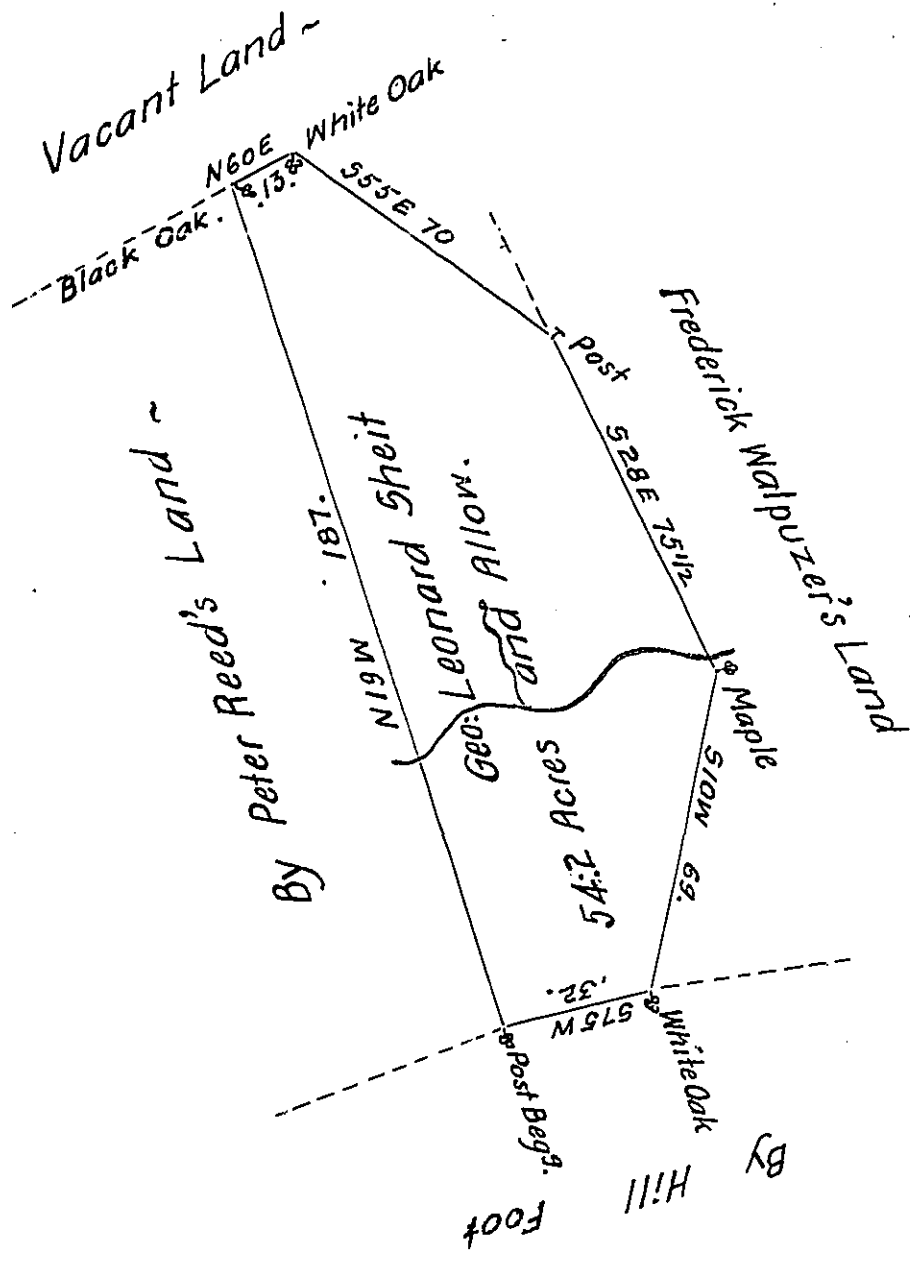 Vacant Land ~
N60E
.13.
White Oak
Black Oak.
S55E 70
Post
Frederick Walpuzer's Land
S28E 75 1/2
By Peter Reed's Land ~
N19W . 187.
Geo: Leonard Sheit
54:2 Acres and Allow.
Maple
S10W 69.
S75W .32.
White Oak
Post Begg.
By Hill Foot